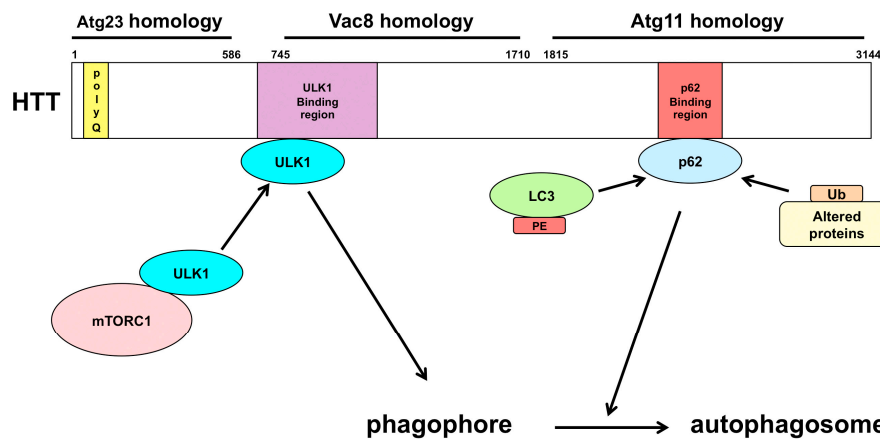 Atg23 homology
Vac8 homology
Atg11 homology
1
586
745
1710
1815
3144
HTT
polyQ
ULK1
Binding
region
p62
Binding
region
ULK1
p62
LC3
PE
Ub
Altered
proteins
ULK1
mTORC1
phagophore
autophagosome